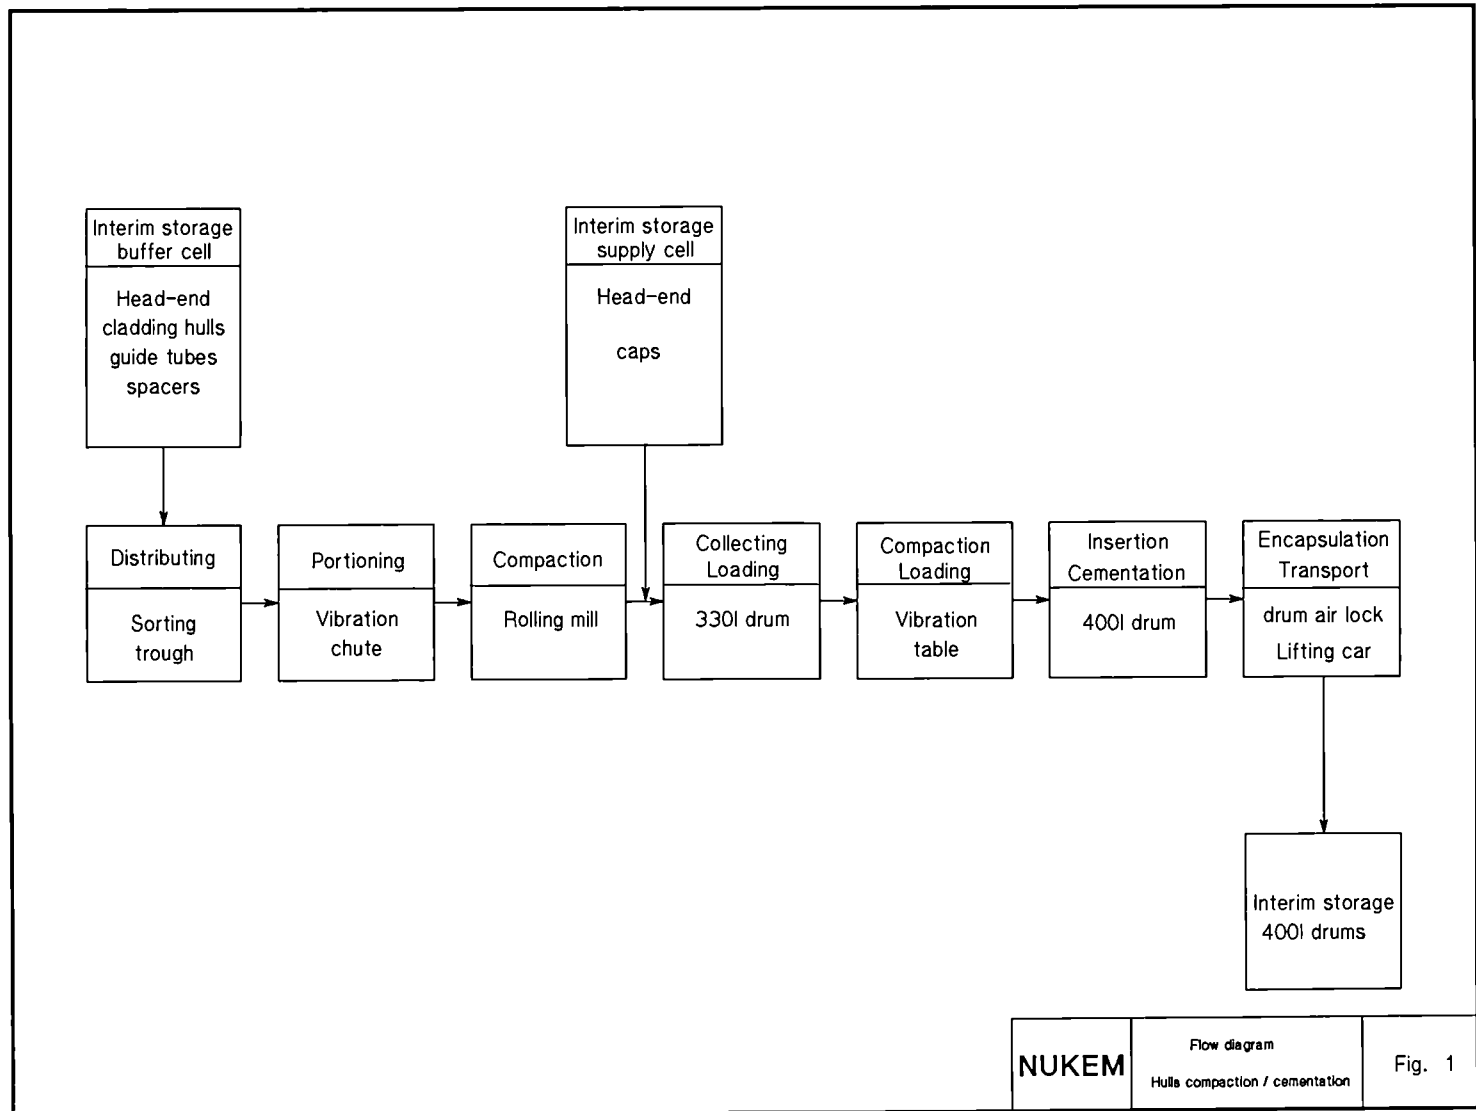 Interim storage
buffer cell
Head-end
cladding hulls
guide tubes
spacers
Interim storage
supply cell
Head-end
caps
Distributing
Sorting
trough
Portioning
Vibration
chute
Compaction
Rolling mill
Collecting
Loading
330l drum
Compaction
Loading
Vibration
table
Insertion
Cementation
400l drum
Encapsulation
Transport
drum air lock
Lifting car
Interim storage
400l drums
NUKEM
Flow diagram
Hulls compaction / cementation
Fig. 1